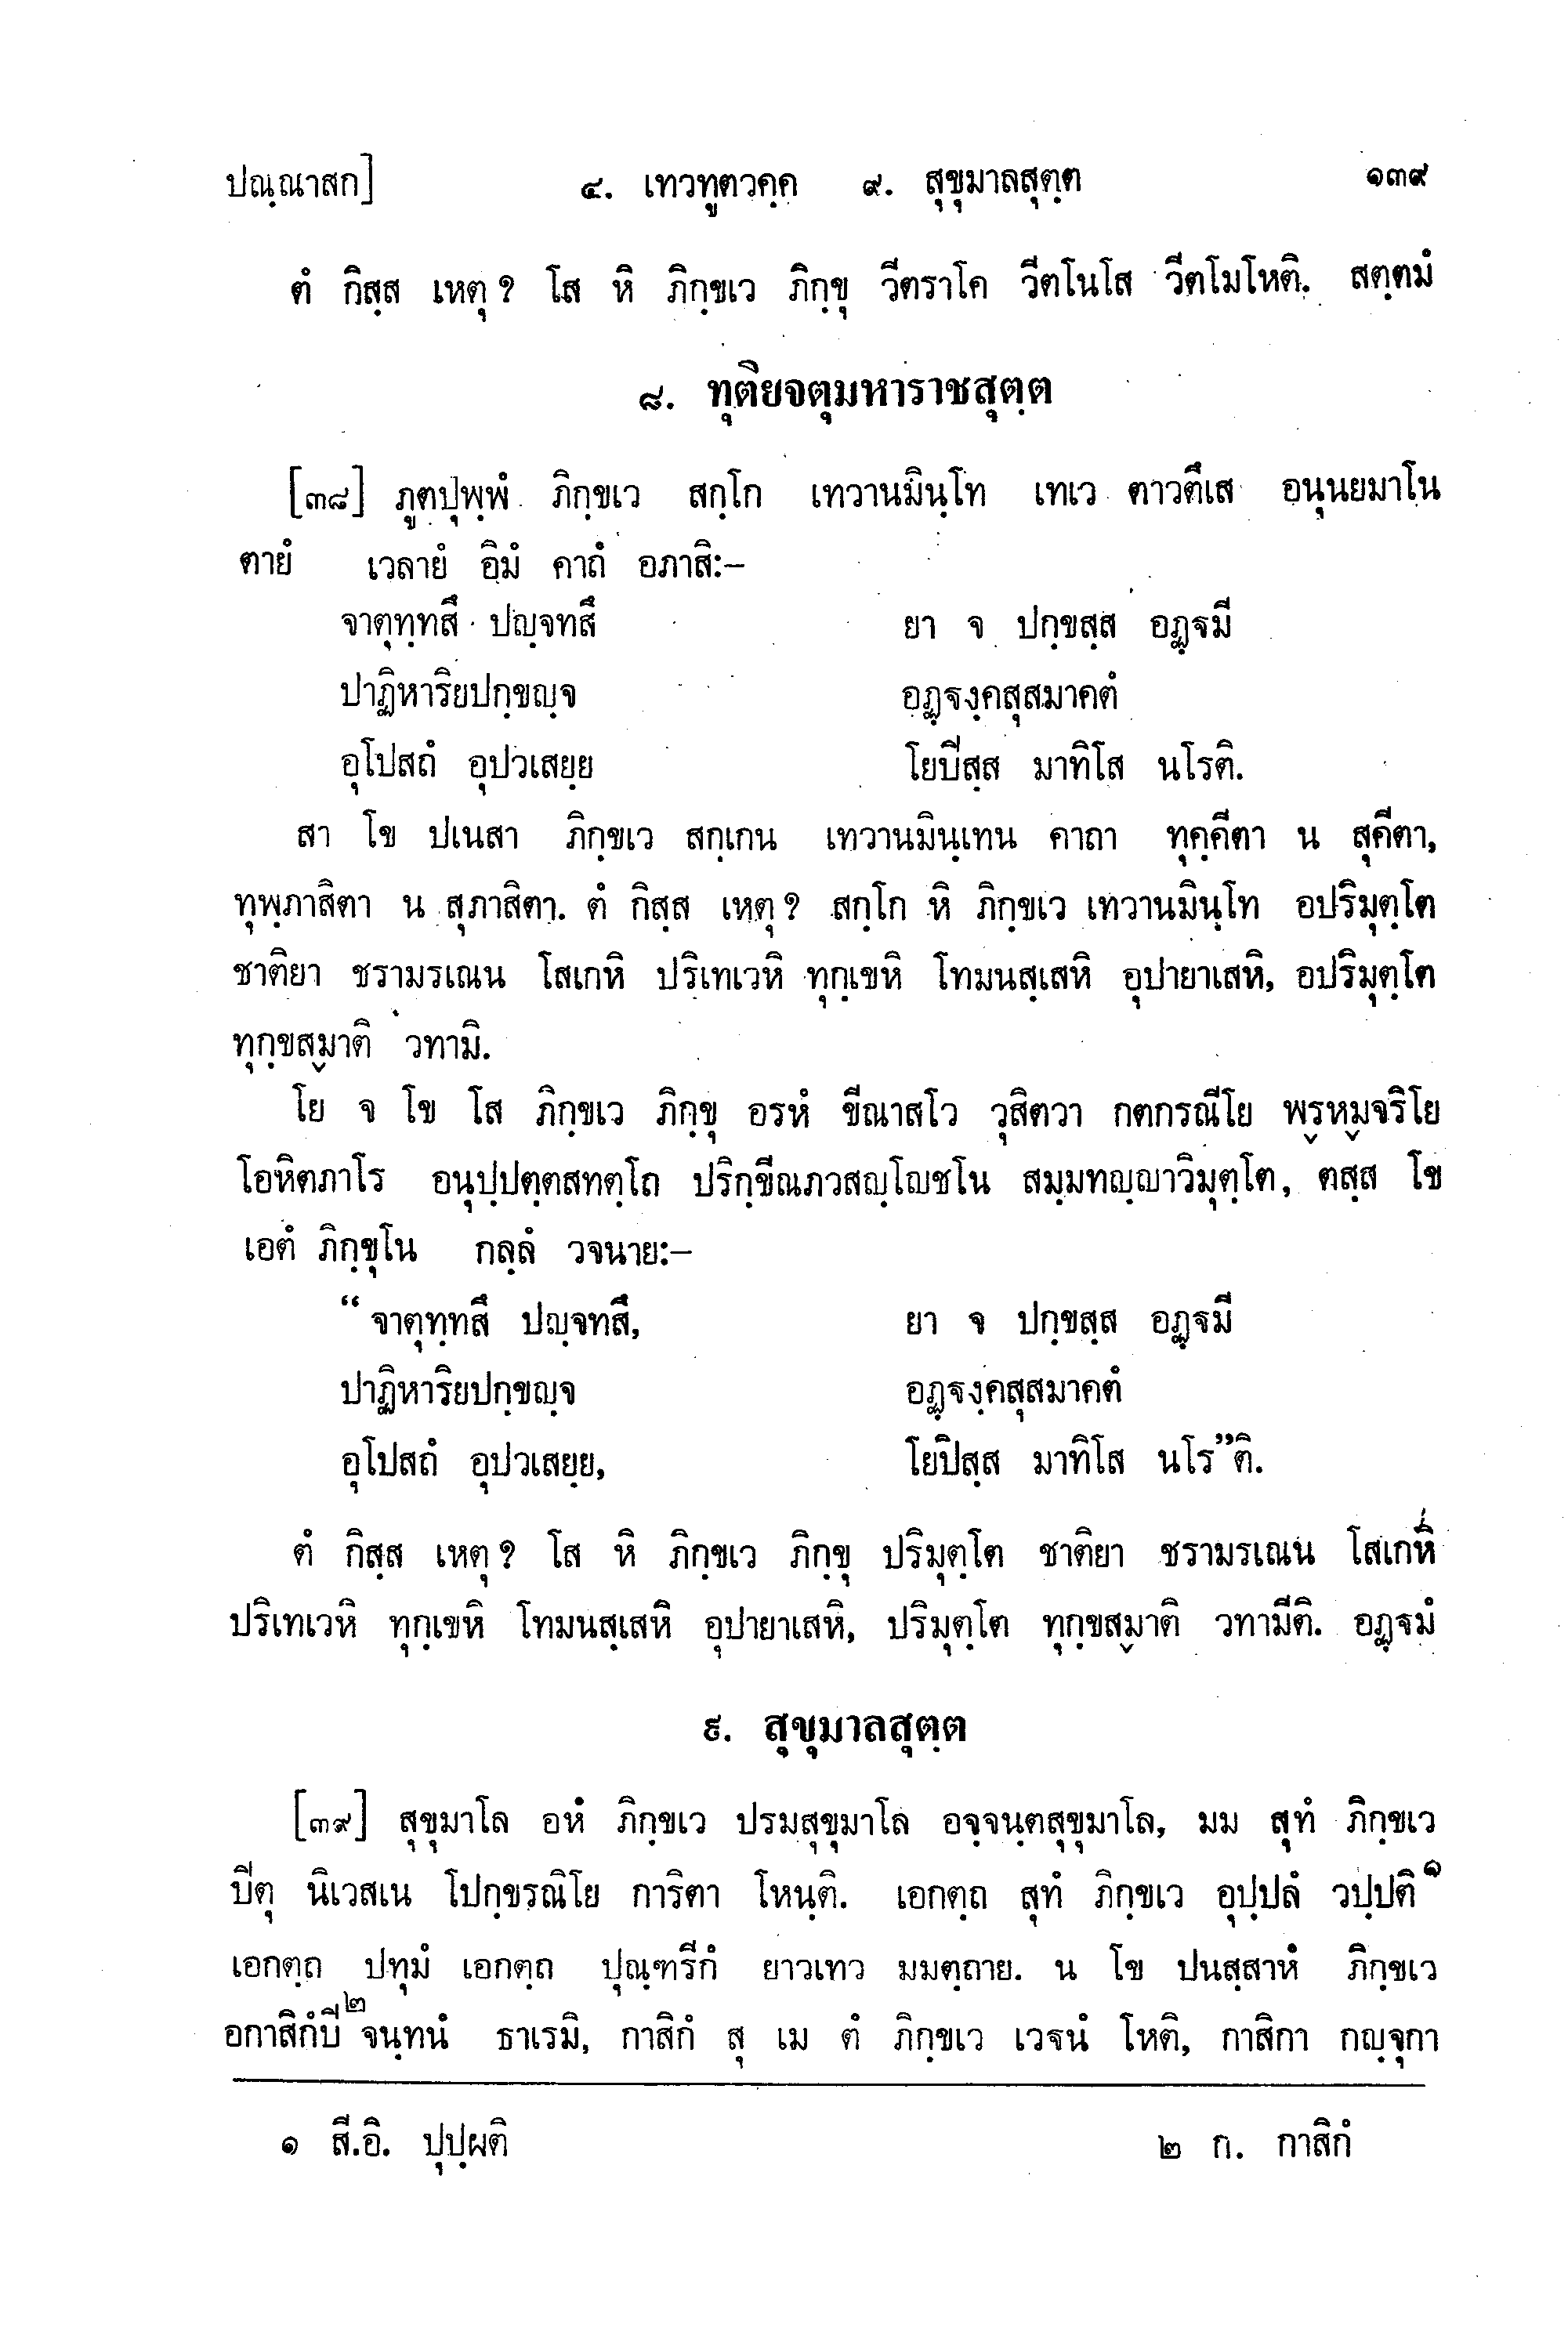 ปณฺณาสก] ๔. เทวทูตวคฺค ๙. สุขุมาลสุตฺต ๑๓๙
ตํ กิสฺส เหตุ? โส หิ ภิกฺขเว ภิกฺขุ วีตราโค วีตโนโส วีตโมโหติ. สตฺตมํ
๘. ทุติยจตุมหาราชสุตฺต
[๓๘] ภูตปุพฺพํ ภิกฺขเว สกฺโก เทวานมินฺโท เทเว ตาวตึเส อนุนยมาโน
ตายํ เวลายํ อิมํ คาถํ อภาสิ:–
จาตุทฺทสึ ปญฺจทสึ ยา จ ปกฺขสฺส อฏฺฐมี
ปาฏิหาริยปกฺขญฺจ อฏฺฐงฺคสุสมาคตํ
อุโปสถํ อุปวเสยฺย โยปีสฺส มาทิโส นโรติ.
สา โข ปเนสา ภิกฺขเว สกฺเกน เทวานมินฺเทน คาถา ทุคฺคีตา น สุคีตา,
ทุพฺภาสิตา น สุภาสิตา. ตํ กิสฺส เหตุ? สกฺโก หิ ภิกฺขเว เทวานมินฺโท อปริมุตฺโต
ชาติยา ชรามรเณน โสเกหิ ปริเทเวหิ ทุกฺเขหิ โทมนสฺเสหิ อุปายาเสหิ, อปริมุตฺโต
ทุกฺขสฺมาติ วทามิ.
โย จ โข โส ภิกฺขเว ภิกฺขุ อรหํ ขีณาสโว วุสิตวา กตกรณีโย พฺรหฺมจริโย
โอหิตภาโร อนุปฺปตฺตสทตฺโถ ปริกฺขีณภวสญฺโญชโน สมฺมทญฺญาวิมุตฺโต, ตสฺส โข
เอตํ ภิกฺขุโน กลฺลํ วจนาย:–
“จาตุทฺทสึ ปญฺจทสึ, ยา จ ปกฺขสฺส อฏฺฐมี
ปาฏิหาริยปกฺขญฺจ อฏฺฐงฺคสุสมาคตํ
อุโปสถํ อุปวเสยฺย, โยปิสฺส มาทิโส นโร”ติ.
ตํ กิสฺส เหตุ? โส หิ ภิกฺขเว ภิกฺขุ ปริมุตฺโต ชาติยา ชรามรเณน โสเกหิ
ปริเทเวหิ ทุกฺเขหิ โทมนสฺเสหิ อุปายาเสหิ, ปริมุตฺโต ทุกฺขสฺมาติ วทามีติ. อฏฺฐมํ
๙. สุขุมาลสุตฺต
[๓๙] สุขุมาโล อหํ ภิกฺขเว ปรมสุขุมาโล อจฺจนฺตสุขุมาโล, มม สุทํ ภิกฺขเว
ปีตุ นิเวสเน โปกฺขรณิโย การิตา โหนฺติ. เอกตฺถ สุทํ ภิกฺขเว อุปฺปลํ วปฺปติ๑
เอกตฺถ ปทุมํ เอกตฺถ ปุณฺฑรีกํ ยาวเทว มมตฺถาย. น โข ปนสฺสาหํ ภิกฺขเว
อกาสิกํปี๒ จนฺทนํ ธาเรมิ, กาสิกํ สุ เม ตํ ภิกฺขเว เวฐนํ โหติ, กาสิกา กญฺจุกา
๑ สี.อิ. ปุปฺผติ ๒ ก. กาสิกํ